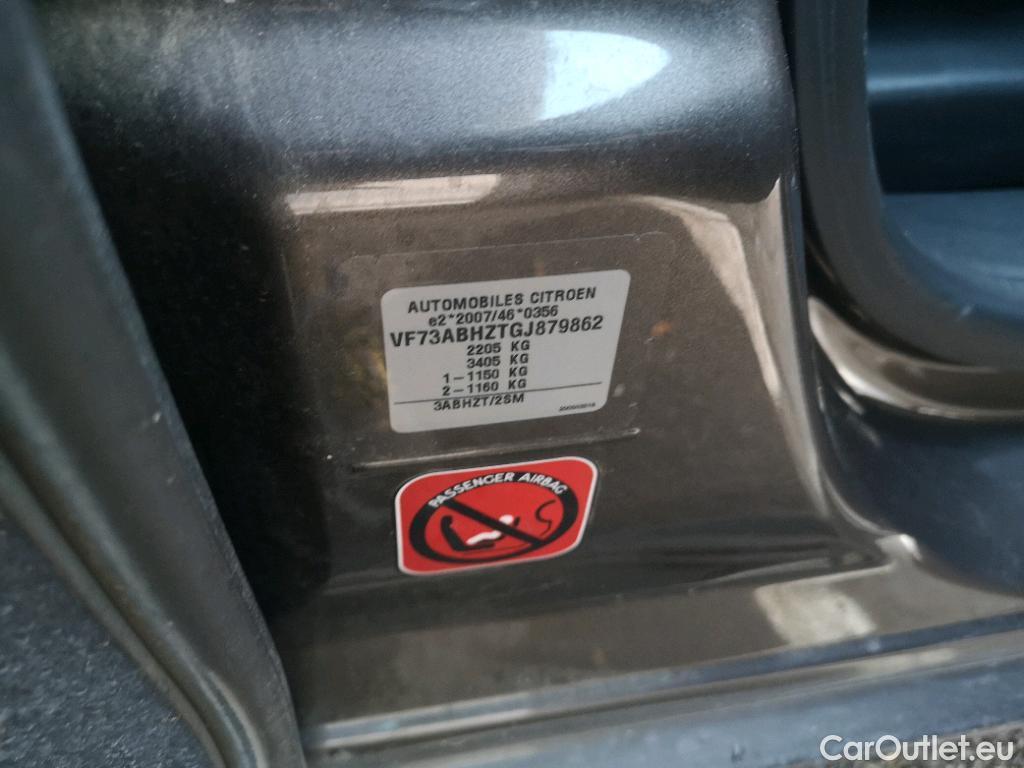 AUTOMOBILES CITROEN
e2*2007/46*0356
VF73ABHZTGJ879862
2205 KG
3405 KG
1-1150 KG
2-1160 KG
3ABHZT/2SM
PASSENGER AIRBAG
CarOutlet.eu